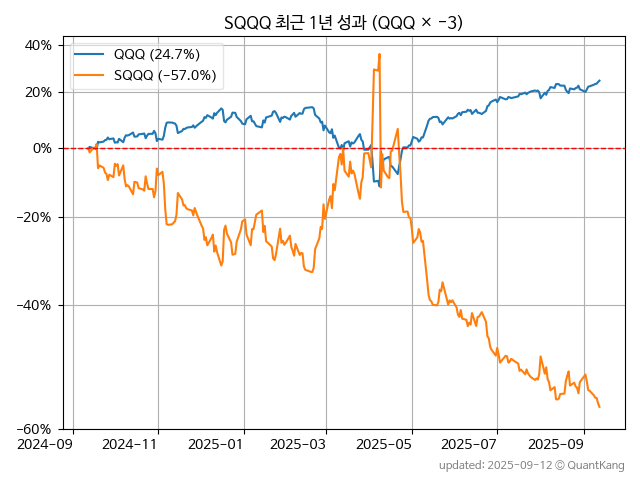 SQQQ 최근 1년 성과 (QQQ × −3)
QQQ (24.7%)
SQQQ (−57.0%)
40%
20%
0%
−20%
−40%
−60%
2024-09 2024-11 2025-01 2025-03 2025-05 2025-07 2025-09
updated: 2025-09-12 © QuantKang